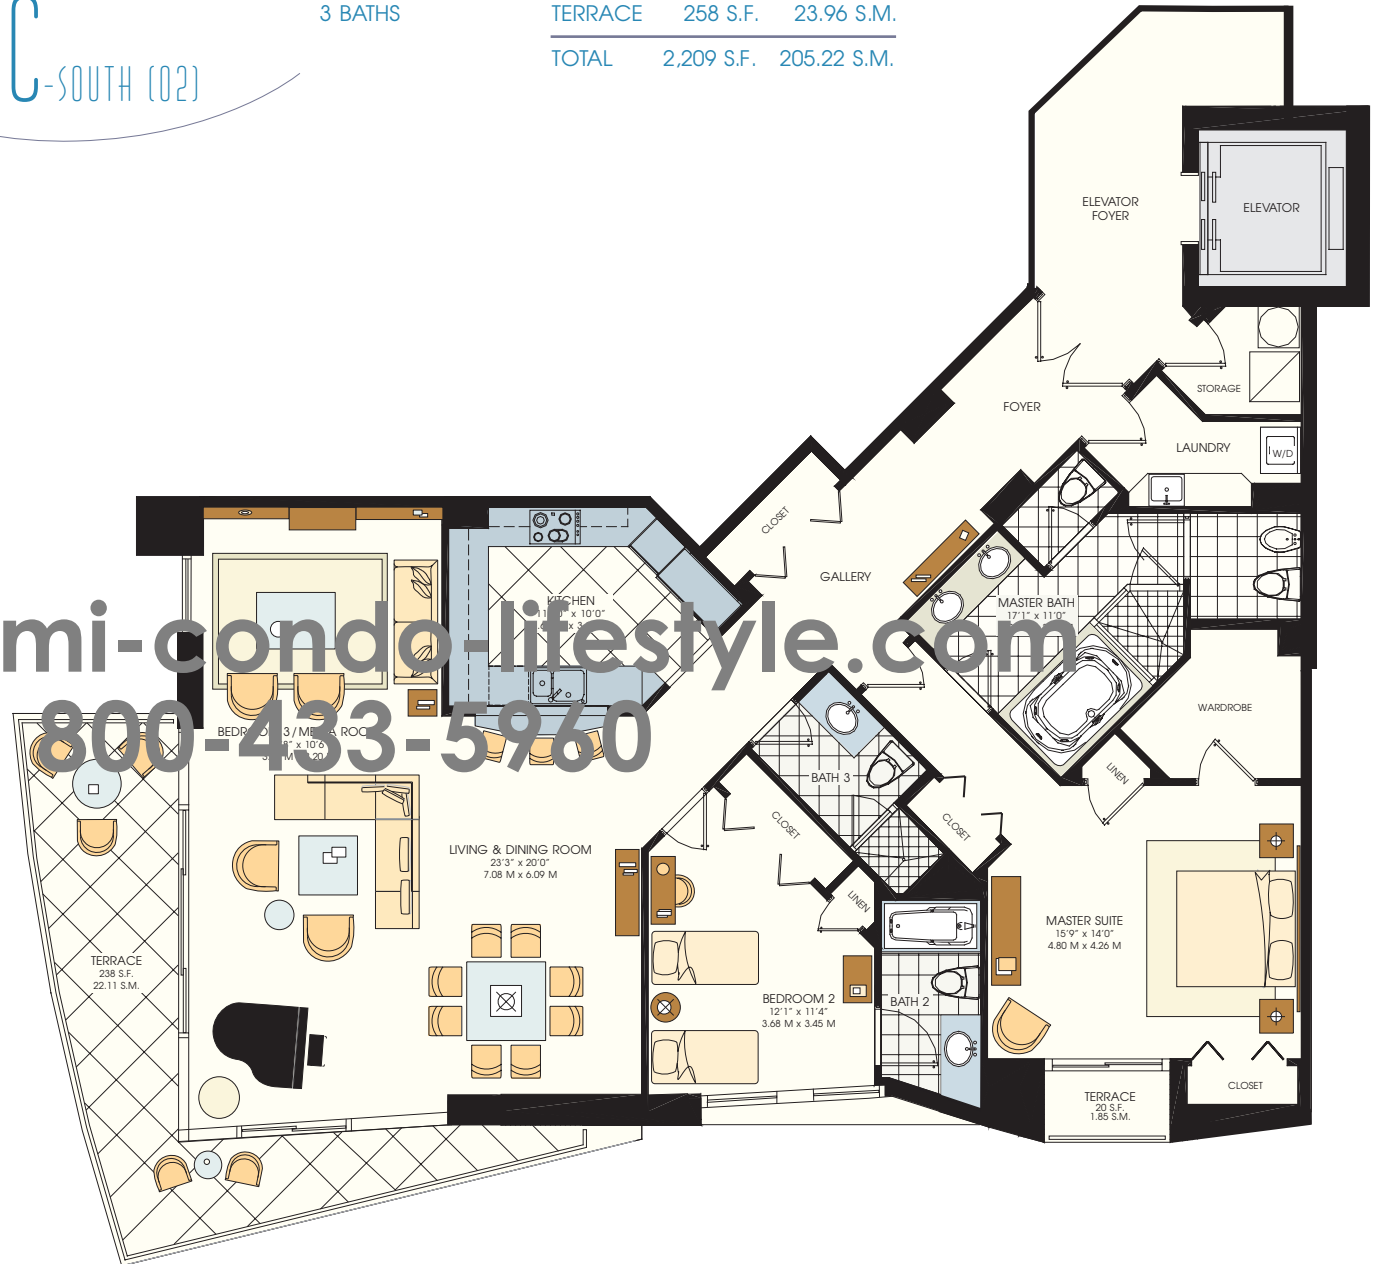 3 BATHS
TERRACE 258 S.F. 23.96 S.M.
TOTAL 2,209 S.F. 205.22 S.M.
C-SOUTH (02)
ELEVATOR
FOYER
ELEVATOR
STORAGE
FOYER
LAUNDRY
W/D
CLOSET
GALLERY
KITCHEN
x 10'0"
MASTER BATH
17'1" x 11'0"
mi-condo-lifestyle.com
800-433-5960
WARDROBE
BATH 3
LINEN
CLOSET
CLOSET
LIVING & DINING ROOM
23'3" x 20'0"
7.08 M x 6.09 M
LINEN
MASTER SUITE
15'9" x 14'0"
4.80 M x 4.26 M
TERRACE
238 S.F.
22.11 S.M.
BEDROOM 2
12'1" x 11'4"
3.68 M x 3.45 M
BATH 2
TERRACE
20 S.F.
1.85 S.M.
CLOSET